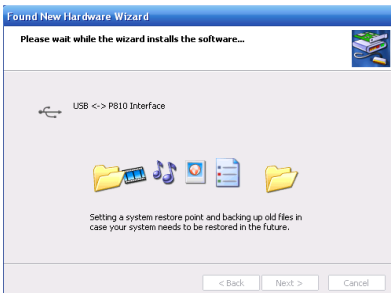 Found New Hardware Wizard
Please wait while the wizard installs the software...
USB <-> P810 Interface
Setting a system restore point and backing up old files in
case your system needs to be restored in the future.
< Back
Next >
Cancel